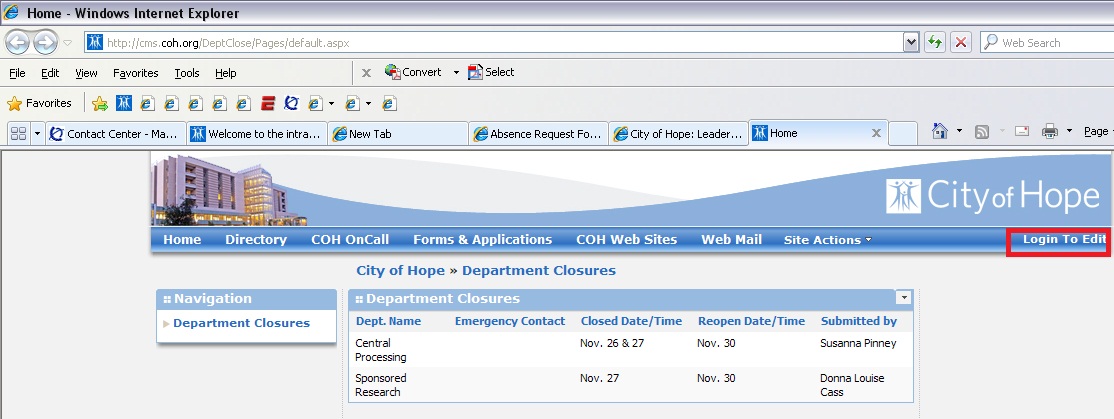 Home - Windows Internet Explorer
http://cms.coh.org/DeptClose/Pages/default.aspx
Web Search
File Edit View Favorites Tools Help
x Convert Select
Favorites
Contact Center - Ma... Welcome to the intra... New Tab Absence Request Fo... City of Hope: Leader... Home x Page
City of Hope
Home Directory COH OnCall Forms & Applications COH Web Sites Web Mail Site Actions Login To Edit
City of Hope » Department Closures
Navigation
Department Closures
Department Closures
Dept. Name Emergency Contact Closed Date/Time Reopen Date/Time Submitted by
Central Nov. 26 & 27 Nov. 30 Susanna Pinney
Processing
Sponsored Nov. 27 Nov. 30 Donna Louise
Research Cass